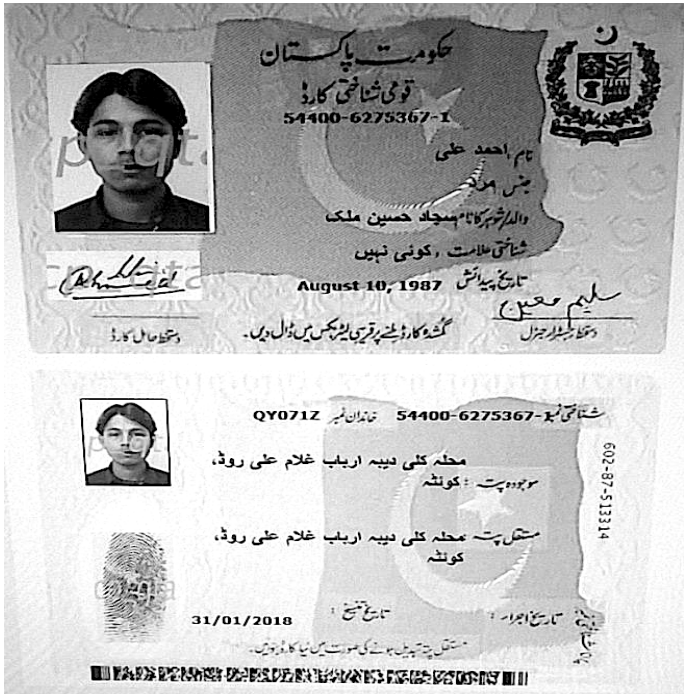 حکومت پاکستان
قومی شناختی کارڈ
54400-6275367-1
نام، احمد علی
جنس مرد
والد/شوہر کا نام سجاد حسین ملک
شناختی علامت ، کوئی نہیں
تاریخ پیدائش August 10, 1987
دستخط حامل کارڈ
گمشدہ کارڈ ملنے پر قریبی لیٹر بکس میں ڈال دیں۔
دستخط رجسٹرار جنرل
شناختی نمبر 54400-6275367-1 خاندان نمبر QY071Z
موجودہ پتہ : محلہ کلی دیبہ ارباب غلام علی روڈ،
کوئٹہ
مستقل پتہ محلہ کلی دیبہ ارباب غلام علی روڈ،
کوئٹہ
602-87-513314
تاریخ اجراء : تاریخ تنسیخ : 31/01/2018
مستقل پتہ تبدیل ہونے کی صورت میں نیا کارڈ بنوائیں۔